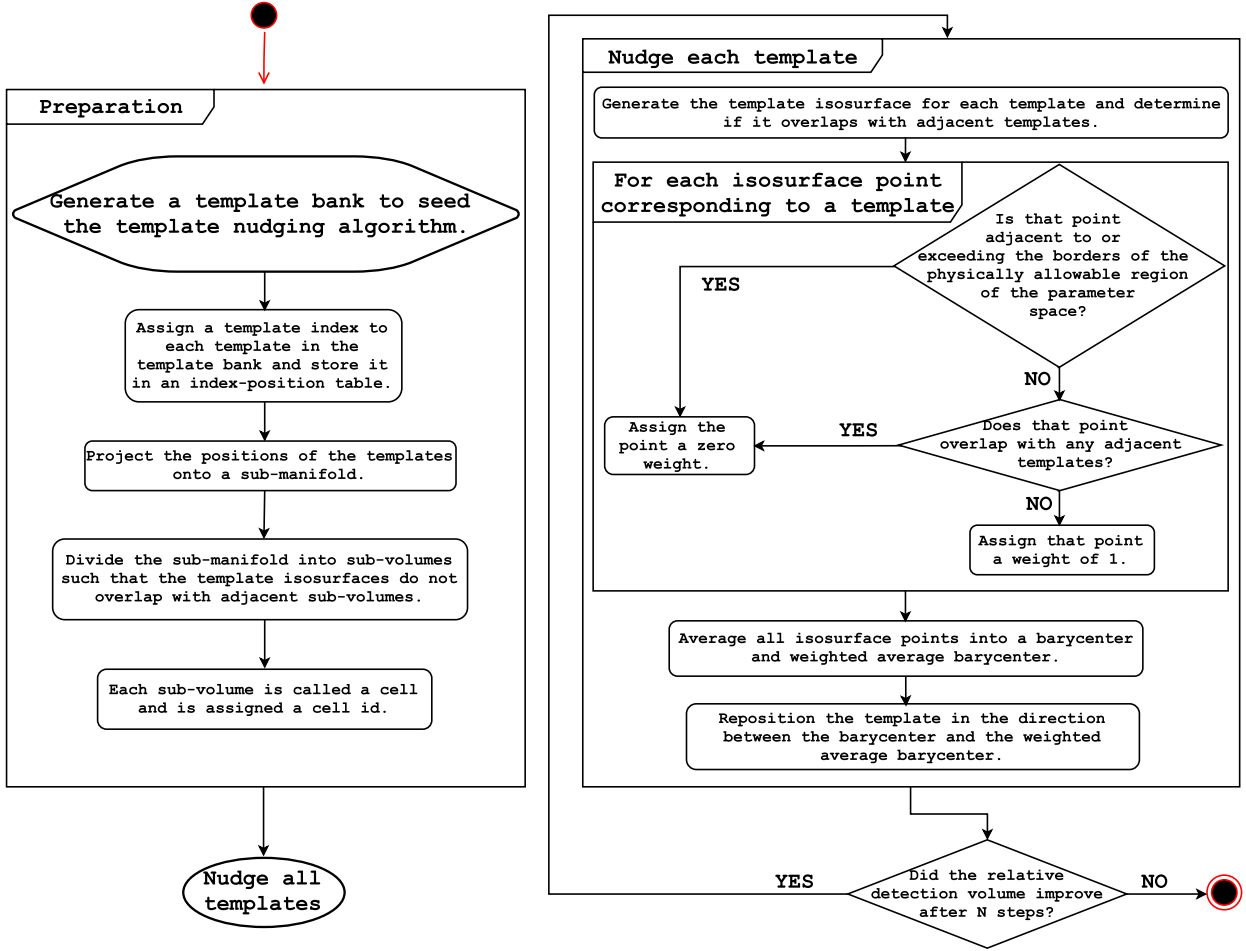 Preparation
Generate a template bank to seed
the template nudging algorithm.
Assign a template index to
each template in the
template bank and store it
in an index-position table.
Project the positions of the templates
onto a sub-manifold.
Divide the sub-manifold into sub-volumes
such that the template isosurfaces do not
overlap with adjacent sub-volumes.
Each sub-volume is called a cell
and is assigned a cell id.
Nudge all
templates
Nudge each template
Generate the template isosurface for each template and determine
if it overlaps with adjacent templates.
For each isosurface point
corresponding to a template
Is that point
adjacent to or
exceeding the borders of the
physically allowable region
of the parameter
space?
YES
NO
Does that point
overlap with any adjacent
templates?
YES
Assign the
point a zero
weight.
NO
Assign that point
a weight of 1.
Average all isosurface points into a barycenter
and weighted average barycenter.
Reposition the template in the direction
between the barycenter and the weighted
average barycenter.
Did the relative
detection volume improve
after N steps?
YES
NO